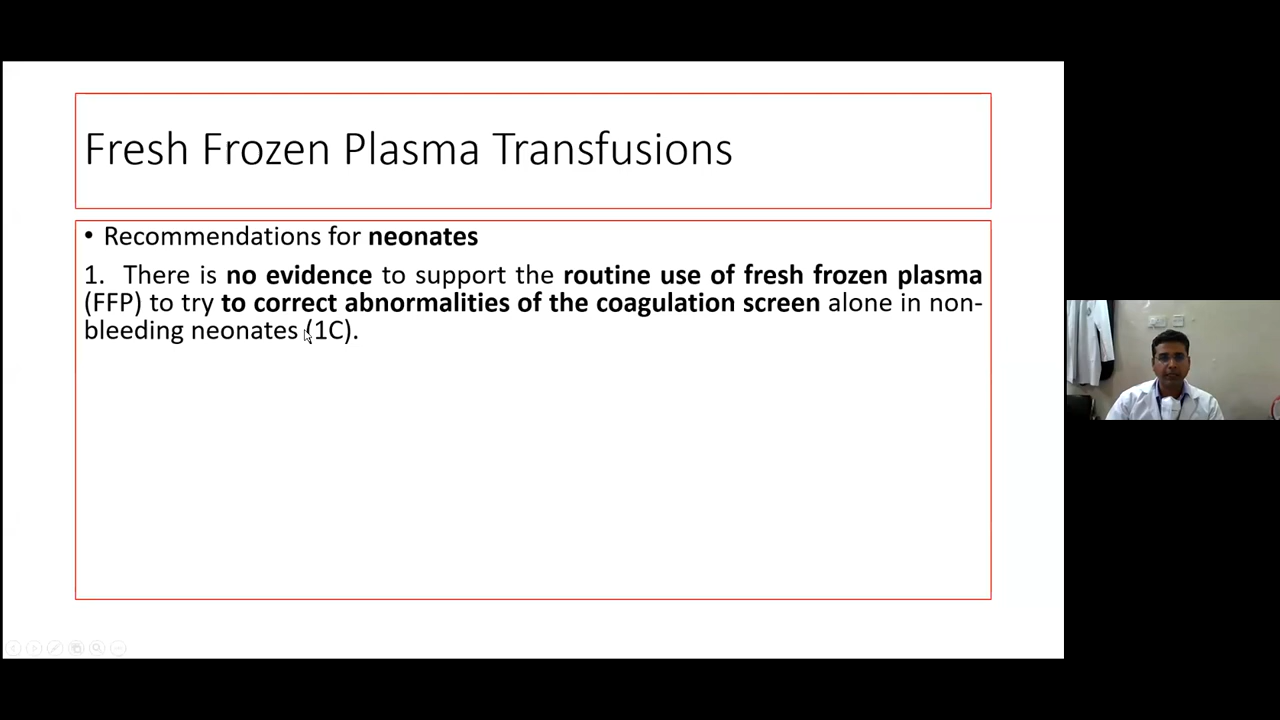 Fresh Frozen Plasma Transfusions
• Recommendations for neonates
1. There is no evidence to support the routine use of fresh frozen plasma
(FFP) to try to correct abnormalities of the coagulation screen alone in non-
bleeding neonates (1C).